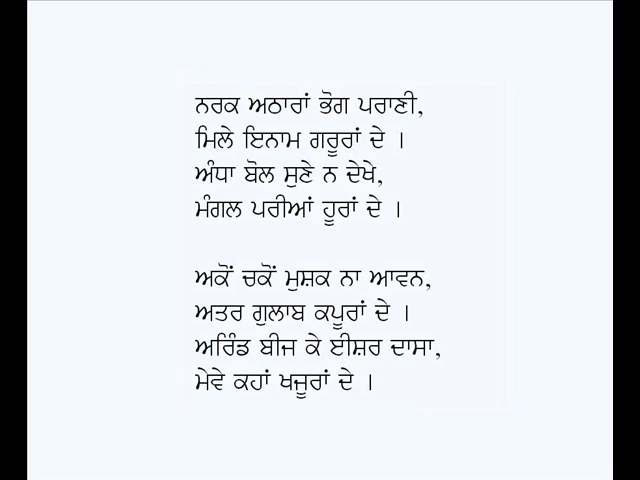 ਨਰਕ ਅਠਾਰਾਂ ਭੋਗ ਪਰਾਣੀ,
ਮਿਲੇ ਇਨਾਮ ਗਰੂਰਾਂ ਦੇ ।
ਅੰਧਾ ਬੋਲ ਸੁਣੇ ਨ ਦੇਖੇ,
ਮੰਗਲ ਪਰੀਆਂ ਹੂਰਾਂ ਦੇ ।
ਅਕੋਂ ਚਕੋਂ ਮੁਸ਼ਕ ਨਾ ਆਵਨ,
ਅਤਰ ਗੁਲਾਬ ਕਪੂਰਾਂ ਦੇ ।
ਅਰਿੰਡ ਬੀਜ ਕੇ ਈਸ਼ਰ ਦਾਸਾ,
ਮੇਵੇ ਕਹਾਂ ਖਜੂਰਾਂ ਦੇ ।